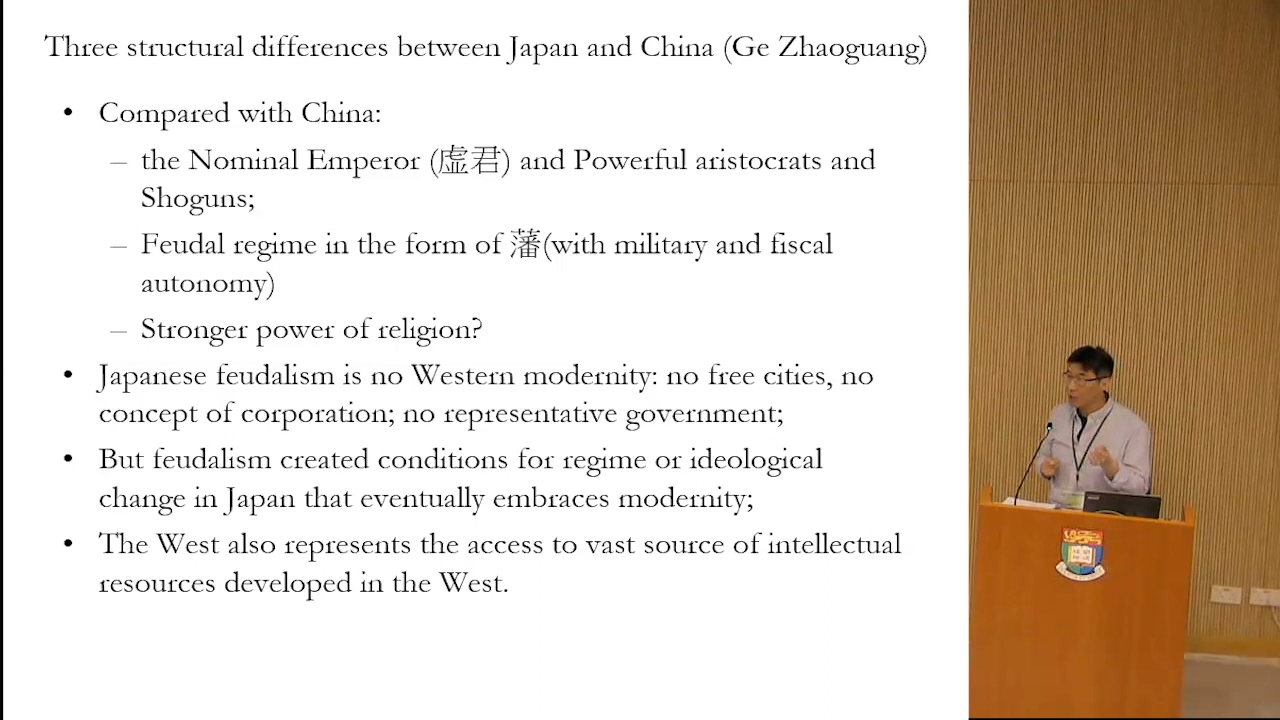 Three structural differences between Japan and China (Ge Zhaoguang)
• Compared with China:
– the Nominal Emperor (虚君) and Powerful aristocrats and
Shoguns;
– Feudal regime in the form of 藩(with military and fiscal
autonomy)
– Stronger power of religion?
• Japanese feudalism is no Western modernity: no free cities, no
concept of corporation; no representative government;
• But feudalism created conditions for regime or ideological
change in Japan that eventually embraces modernity;
• The West also represents the access to vast source of intellectual
resources developed in the West.